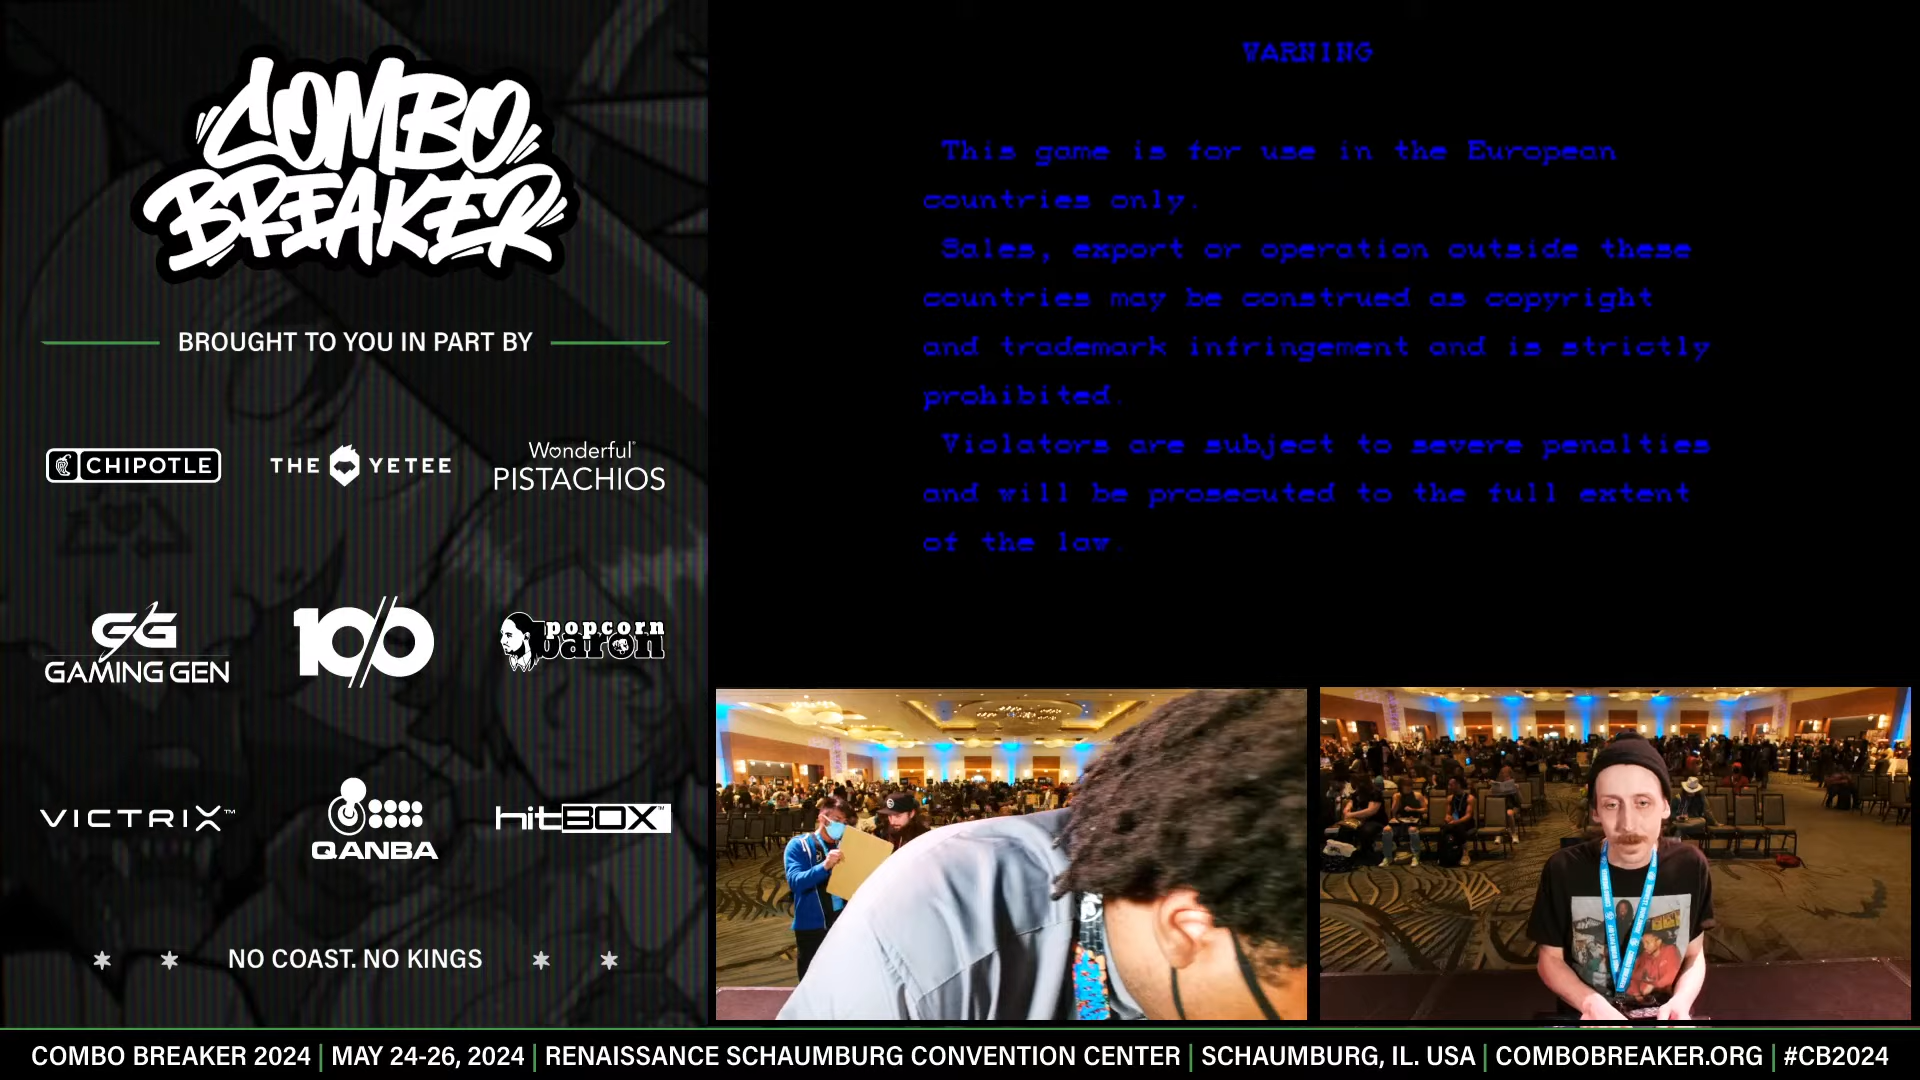 COMBO
BREAKER
BROUGHT TO YOU IN PART BY
CHIPOTLE
THE YETEE
Wonderful®
PISTACHIOS
GG
GAMING GEN
100
popcorn
baron
VICTRIX™
QANBA
hitBOX™
NO COAST. NO KINGS
WARNING
This game is for use in the European
countries only.
Sales, export or operation outside these
countries may be construed as copyright
and trademark infringement and is strictly
prohibited.
Violators are subject to severe penalties
and will be prosecuted to the full extent
of the law.
COMBO BREAKER 2024 | MAY 24-26, 2024 | RENAISSANCE SCHAUMBURG CONVENTION CENTER | SCHAUMBURG, IL. USA | COMBOBREAKER.ORG | #CB2024